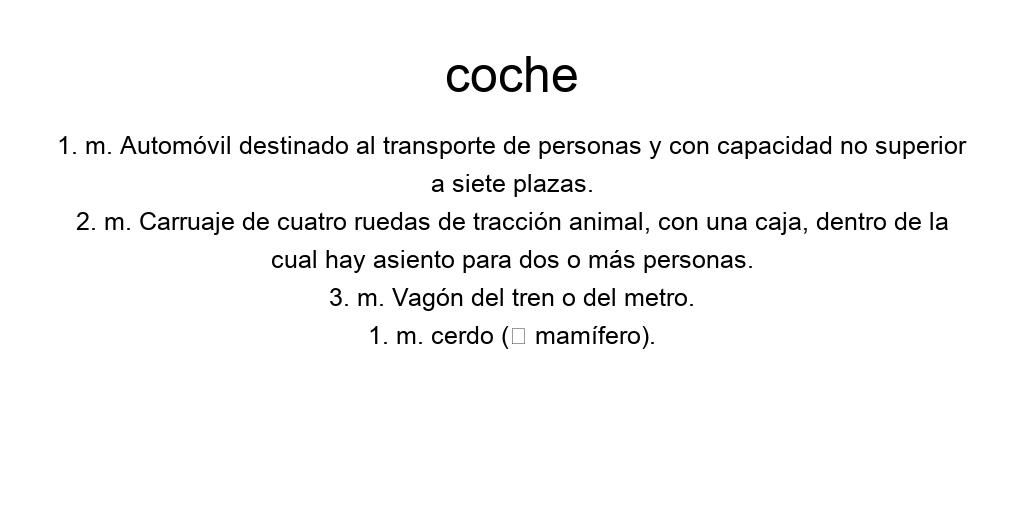 coche
1. m. Automóvil destinado al transporte de personas y con capacidad no superior
a siete plazas.
2. m. Carruaje de cuatro ruedas de tracción animal, con una caja, dentro de la
cual hay asiento para dos o más personas.
3. m. Vagón del tren o del metro.
1. m. cerdo (□ mamífero).